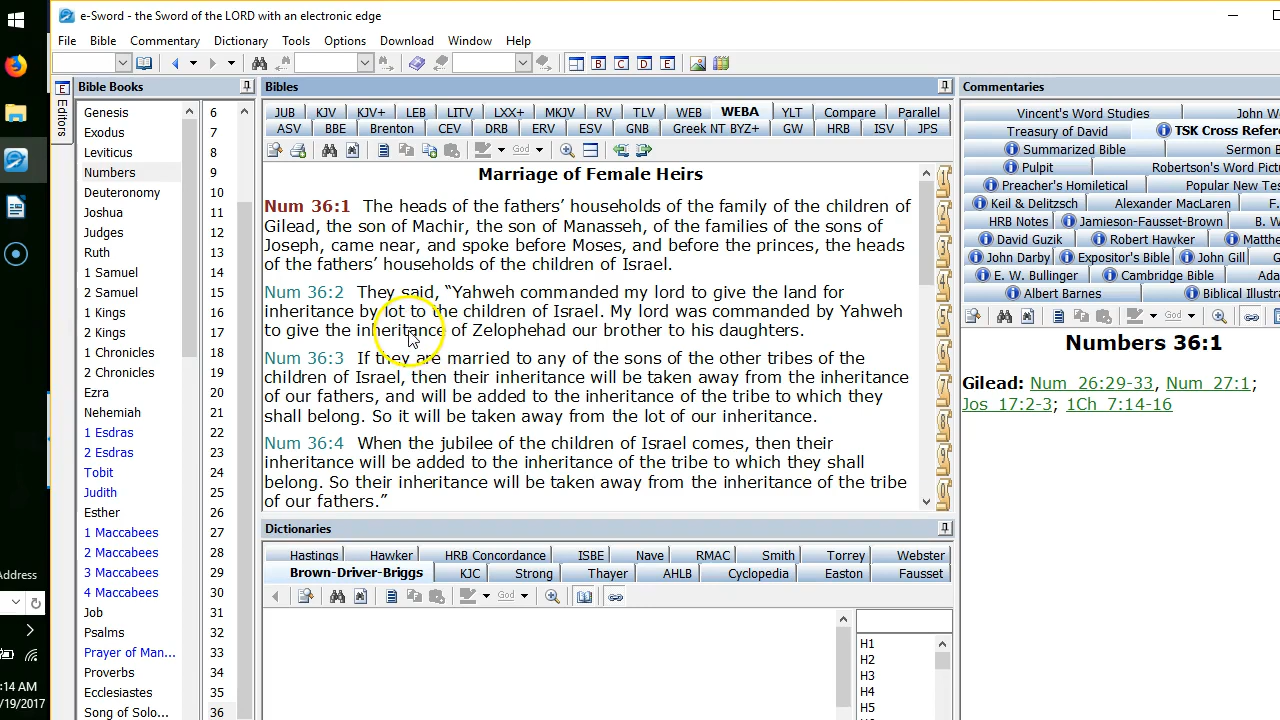 e-Sword - the Sword of the LORD with an electronic edge
File Bible Commentary Dictionary Tools Options Download Window Help
God
Editors
Bible Books
Genesis 6
Exodus 7
Leviticus 8
Numbers 9
Deuteronomy 10
Joshua 11
Judges 12
Ruth 13
1 Samuel 14
2 Samuel 15
1 Kings 16
2 Kings 17
1 Chronicles 18
2 Chronicles 19
Ezra 20
Nehemiah 21
1 Esdras 22
2 Esdras 23
Tobit 24
Judith 25
Esther 26
1 Maccabees 27
2 Maccabees 28
3 Maccabees 29
4 Maccabees 30
Job 31
Psalms 32
Prayer of Man... 33
Proverbs 34
Ecclesiastes 35
Song of Solo... 36
Bibles
JUB KJV KJV+ LEB LITV LXX+ MKJV RV TLV WEB WEBA YLT Compare Parallel
ASV BBE Brenton CEV DRB ERV ESV GNB Greek NT BYZ+ GW HRB ISV JPS
God
Marriage of Female Heirs
Num 36:1 The heads of the fathers’ households of the family of the children of
Gilead, the son of Machir, the son of Manasseh, of the families of the sons of
Joseph, came near, and spoke before Moses, and before the princes, the heads
of the fathers’ households of the children of Israel.
Num 36:2 They said, “Yahweh commanded my lord to give the land for
inheritance by lot to the children of Israel. My lord was commanded by Yahweh
to give the inheritance of Zelophehad our brother to his daughters.
Num 36:3 If they are married to any of the sons of the other tribes of the
children of Israel, then their inheritance will be taken away from the inheritance
of our fathers, and will be added to the inheritance of the tribe to which they
shall belong. So it will be taken away from the lot of our inheritance.
Num 36:4 When the jubilee of the children of Israel comes, then their
inheritance will be added to the inheritance of the tribe to which they shall
belong. So their inheritance will be taken away from the inheritance of the tribe
of our fathers.”
Dictionaries
Hastings Hawker HRB Concordance ISBE Nave RMAC Smith Torrey Webster
Brown-Driver-Briggs KJC Strong Thayer AHLB Cyclopedia Easton Fausset
God
H1
H2
H3
H4
H5
Commentaries
Vincent's Word Studies John W
Treasury of David TSK Cross Refere
Summarized Bible Sermon B
Pulpit Robertson's Word Pict
Preacher's Homiletical Popular New Tes
Keil & Delitzsch Alexander MacLaren F.
HRB Notes Jamieson-Fausset-Brown B. W
David Guzik Robert Hawker Matthe
John Darby Expositor's Bible John Gill
E. W. Bullinger Cambridge Bible Ada
Albert Barnes Biblical Illustr
Numbers 36:1
Gilead: Num_26:29-33, Num_27:1;
Jos_17:2-3; 1Ch_7:14-16
Address
:14 AM
/19/2017